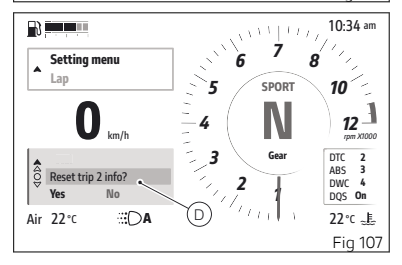 10:34 am
Setting menu
Lap
0 km/h
Reset trip 2 info?
Yes No
Air 22 °C
A
SPORT
N
Gear
1
2
3
4
5
6
7
8
10
12
rpm X1000
DTC 2
ABS 3
DWC 4
DQS On
22 °C
D
Fig 107